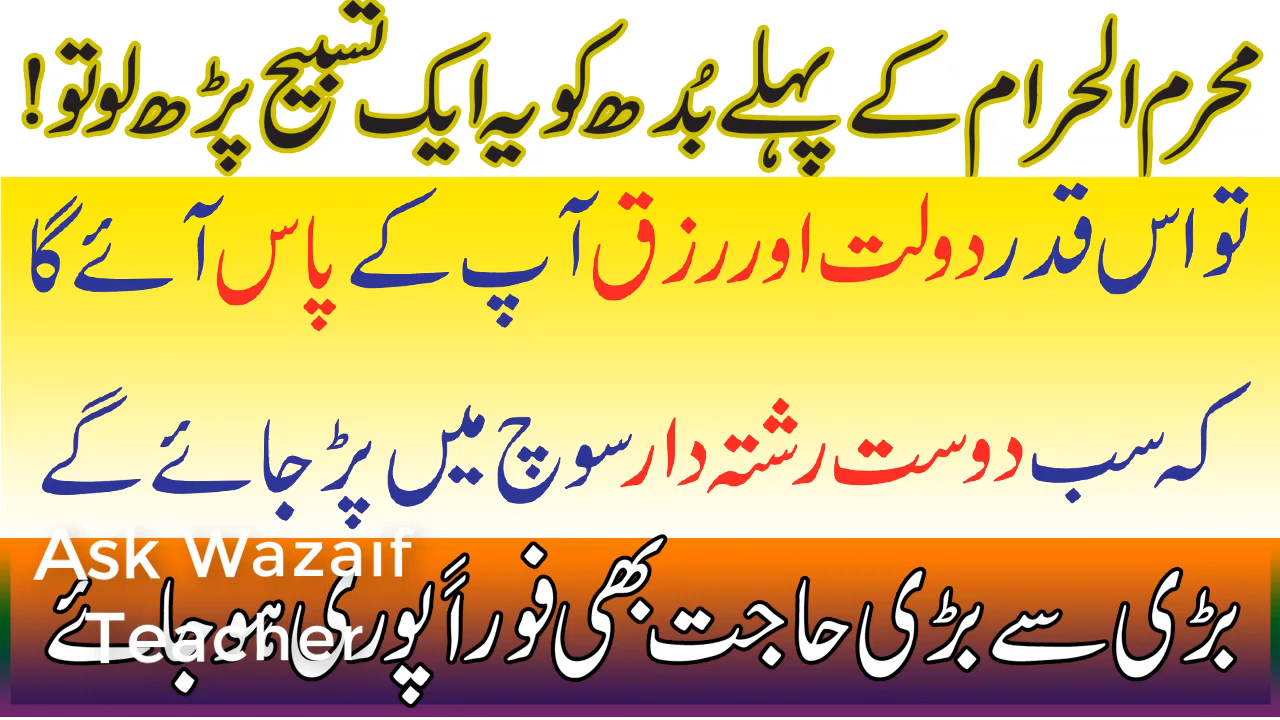 محرم الحرام کے پہلے بُدھ کو یہ ایک تسبیح پڑھ لو تو!
تو اس قدر دولت اور رزق آپ کے پاس آئے گا
کہ سب دوست رشتہ دار سوچ میں پڑ جائے گے
بڑی سے بڑی حاجت بھی فوراً پوری ہو جائے
Ask Wazaif
Teacher